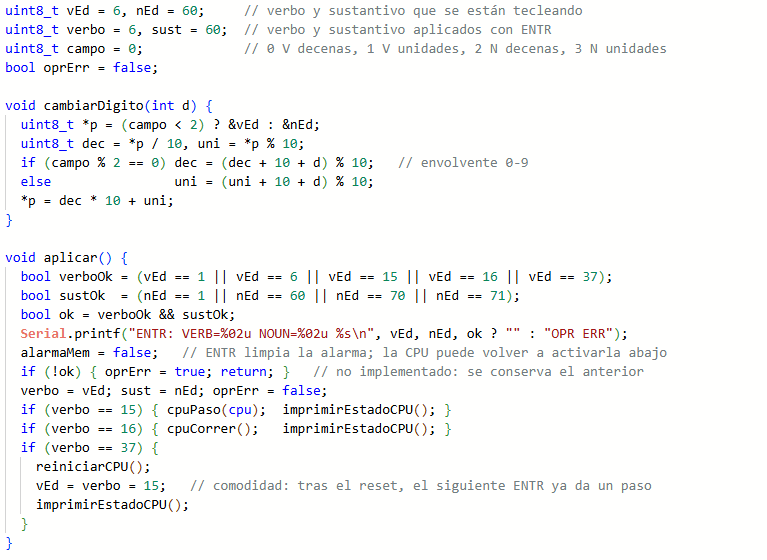 uint8_t vEd = 6, nEd = 60;     // verbo y sustantivo que se están tecleando
uint8_t verbo = 6, sust = 60;  // verbo y sustantivo aplicados con ENTR
uint8_t campo = 0;             // 0 V decenas, 1 V unidades, 2 N decenas, 3 N unidades
bool oprErr = false;

void cambiarDigito(int d) {
  uint8_t *p = (campo < 2) ? &vEd : &nEd;
  uint8_t dec = *p / 10, uni = *p % 10;
  if (campo % 2 == 0) dec = (dec + 10 + d) % 10;   // envolvente 0-9
  else                uni = (uni + 10 + d) % 10;
  *p = dec * 10 + uni;
}

void aplicar() {
  bool verboOk = (vEd == 1 || vEd == 6 || vEd == 15 || vEd == 16 || vEd == 37);
  bool sustOk  = (nEd == 1 || nEd == 60 || nEd == 70 || nEd == 71);
  bool ok = verboOk && sustOk;
  Serial.printf("ENTR: VERB=%02u NOUN=%02u %s\n", vEd, nEd, ok ? "" : "OPR ERR");
  alarmaMem = false;   // ENTR limpia la alarma; la CPU puede volver a activarla abajo
  if (!ok) { oprErr = true; return; }   // no implementado: se conserva el anterior
  verbo = vEd; sust = nEd; oprErr = false;
  if (verbo == 15) { cpuPaso(cpu);  imprimirEstadoCPU(); }
  if (verbo == 16) { cpuCorrer();   imprimirEstadoCPU(); }
  if (verbo == 37) {
    reiniciarCPU();
    vEd = verbo = 15;   // comodidad: tras el reset, el siguiente ENTR ya da un paso
    imprimirEstadoCPU();
  }
}